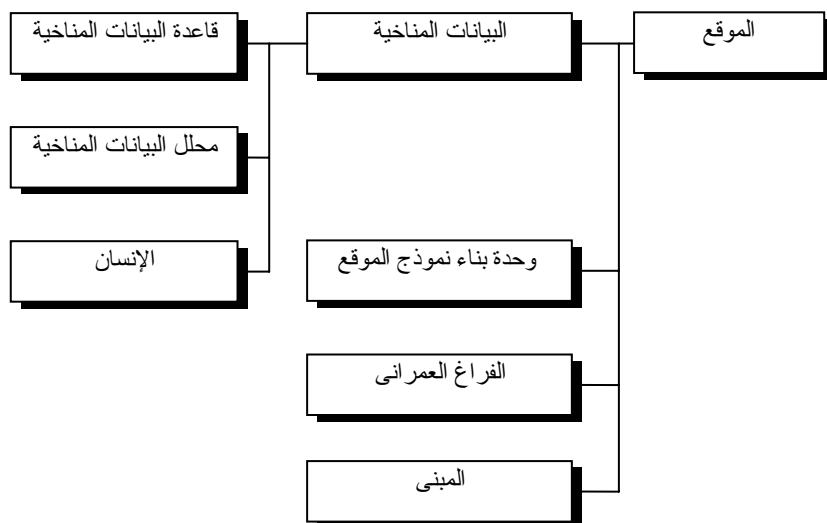 الموقع
البيانات المناخية
قاعدة البيانات المناخية
محلل البيانات المناخية
الإنسان
وحدة بناء نموذج الموقع
الفراغ العمرانى
المبنى